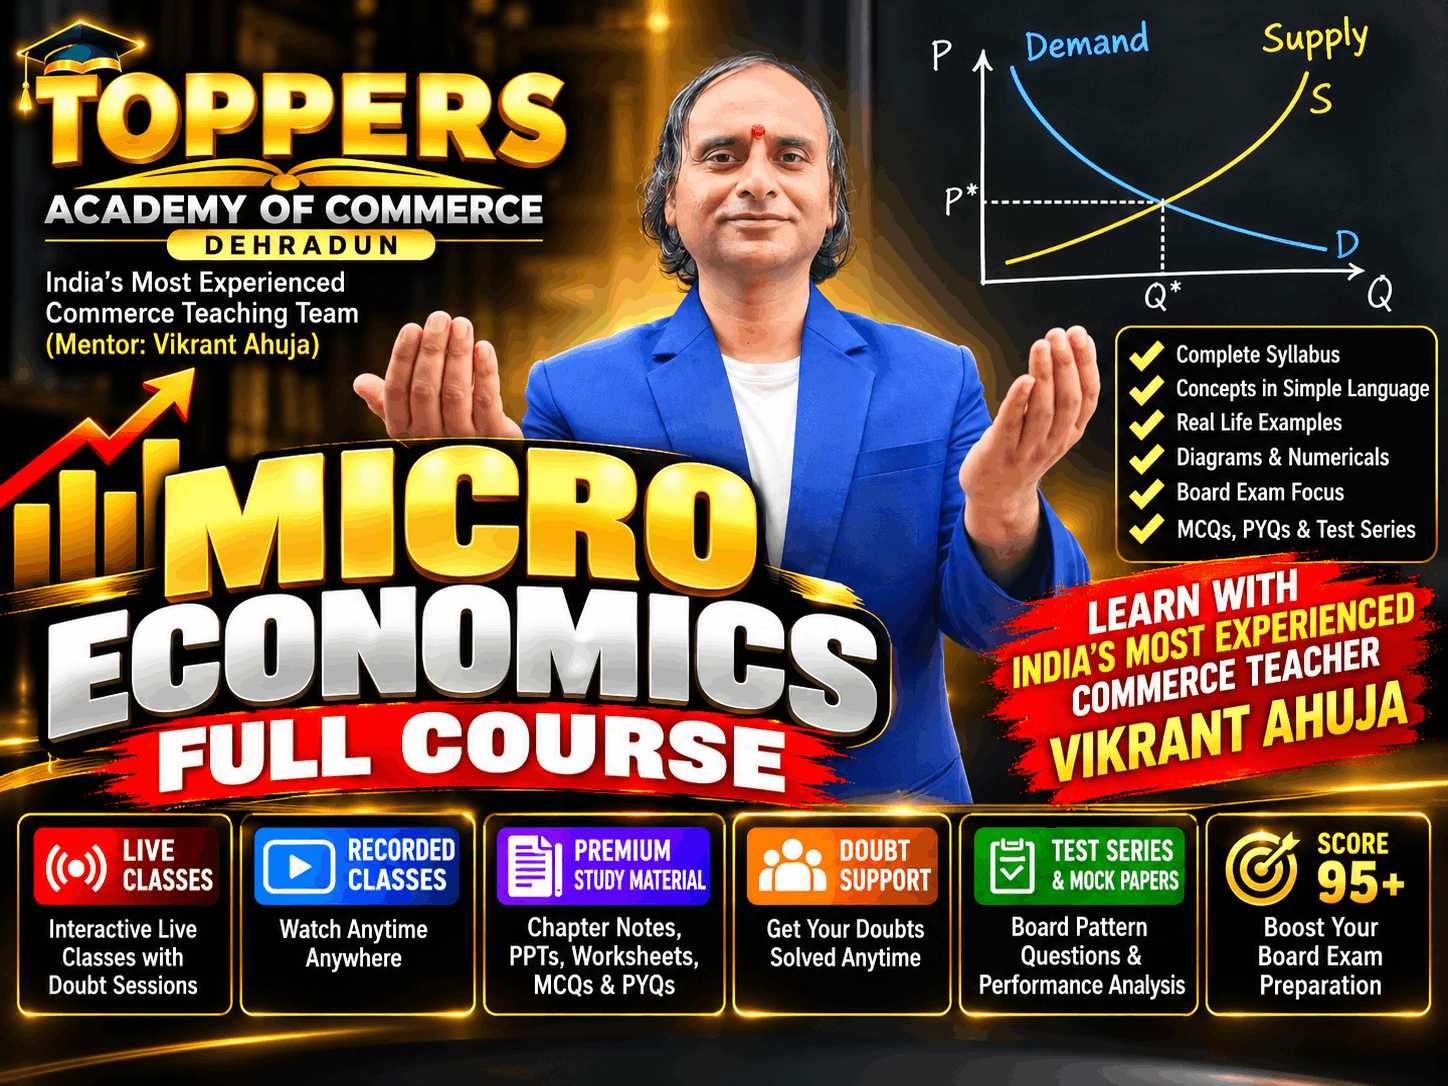 TOPPERS
ACADEMY OF COMMERCE
DEHRADUN
India's Most Experienced
Commerce Teaching Team
(Mentor: Vikrant Ahuja)
P
Demand
Supply
S
P*
D
Q*
Q
Complete Syllabus
Concepts in Simple Language
Real Life Examples
Diagrams & Numericals
Board Exam Focus
MCQs, PYQs & Test Series
MICRO
ECONOMICS
FULL COURSE
LEARN WITH
INDIA'S MOST EXPERIENCED
COMMERCE TEACHER
VIKRANT AHUJA
LIVE
CLASSES
Interactive Live
Classes with
Doubt Sessions
RECORDED
CLASSES
Watch Anytime
Anywhere
PREMIUM
STUDY MATERIAL
Chapter Notes,
PPTs, Worksheets,
MCQs & PYQs
DOUBT
SUPPORT
Get Your Doubts
Solved Anytime
TEST SERIES
& MOCK PAPERS
Board Pattern
Questions &
Performance Analysis
SCORE
95+
Boost Your
Board Exam
Preparation